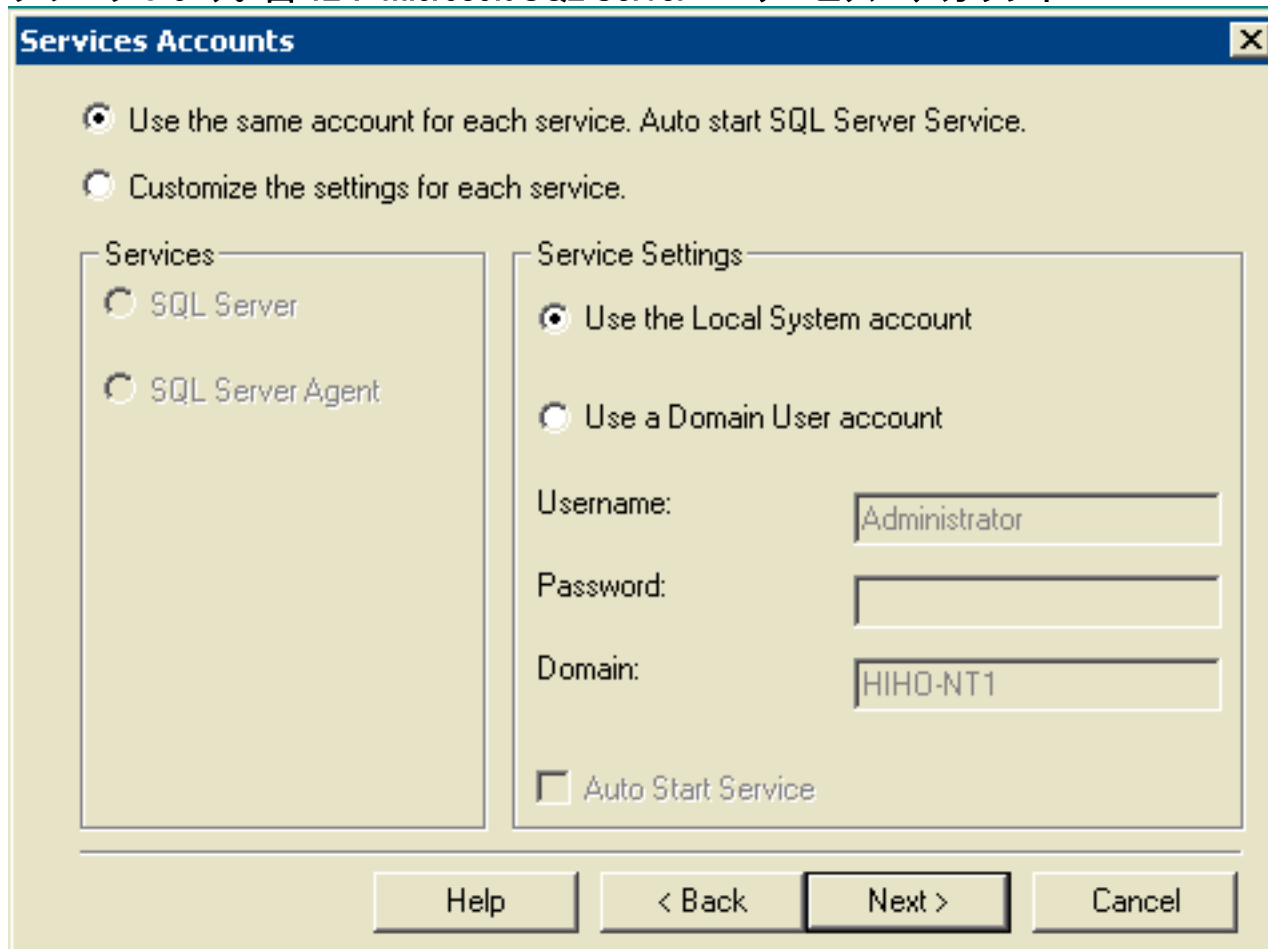 Services Accounts
Use the same account for each service. Auto start SQL Server Service.
Customize the settings for each service.
Services
SQL Server
SQL Server Agent
Service Settings
Use the Local System account
Use a Domain User account
Username:
Administrator
Password:
Domain:
HIHO-NT1
Auto Start Service
Help
< Back
Next >
Cancel